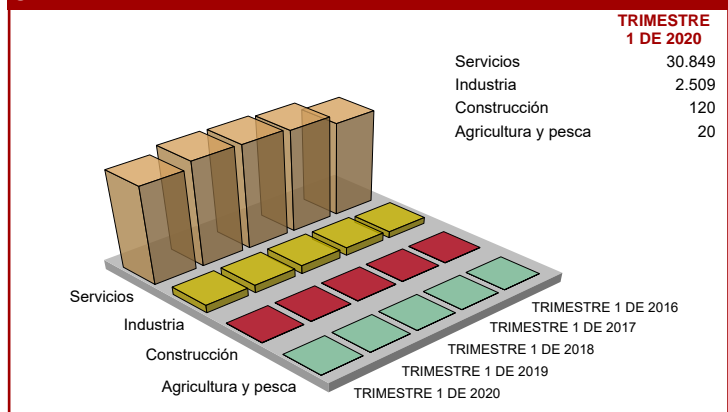 TRIMESTRE
1 DE 2020
Servicios 30.849
Industria 2.509
Construcción 120
Agricultura y pesca 20
Servicios
Industria
Construcción
Agricultura y pesca
TRIMESTRE 1 DE 2016
TRIMESTRE 1 DE 2017
TRIMESTRE 1 DE 2018
TRIMESTRE 1 DE 2019
TRIMESTRE 1 DE 2020